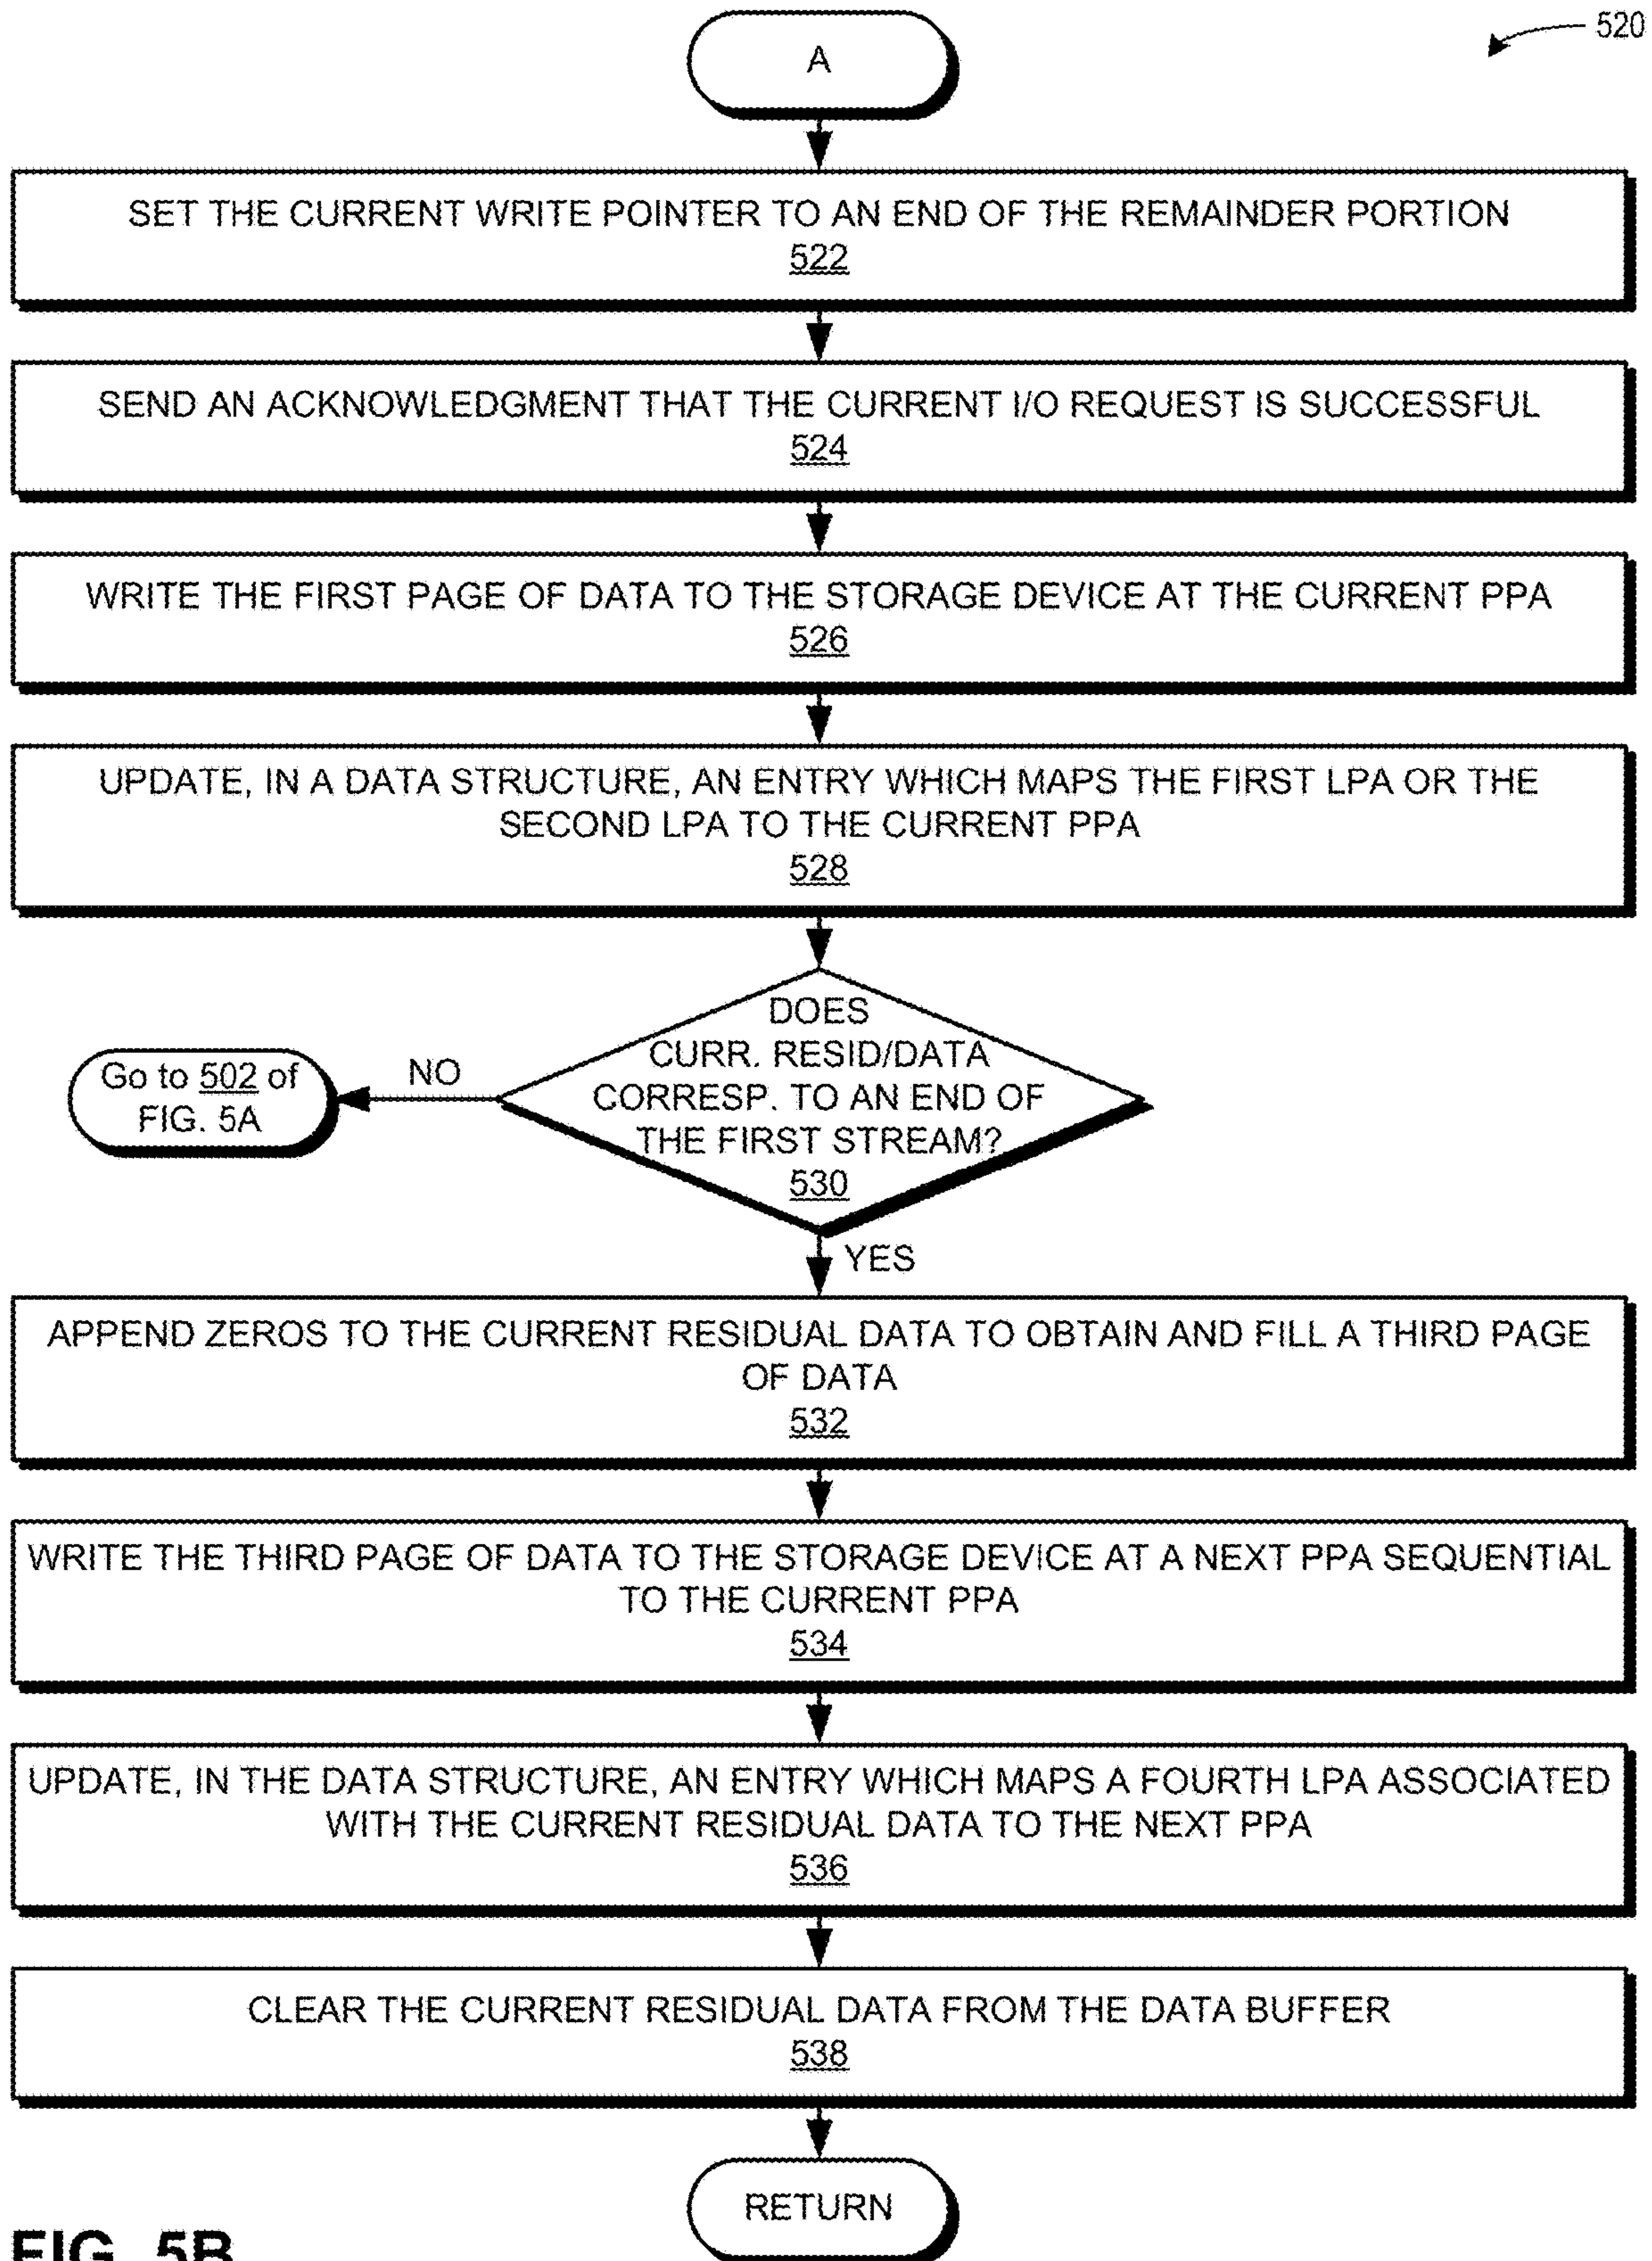 520
A
SET THE CURRENT WRITE POINTER TO AN END OF THE REMAINDER PORTION
522
SEND AN ACKNOWLEDGMENT THAT THE CURRENT I/O REQUEST IS SUCCESSFUL
524
WRITE THE FIRST PAGE OF DATA TO THE STORAGE DEVICE AT THE CURRENT PPA
526
UPDATE, IN A DATA STRUCTURE, AN ENTRY WHICH MAPS THE FIRST LPA OR THE
SECOND LPA TO THE CURRENT PPA
528
DOES
CURR. RESID/DATA
CORRESP. TO AN END OF
THE FIRST STREAM?
530
NO
Go to 502 of
FIG. 5A
YES
APPEND ZEROS TO THE CURRENT RESIDUAL DATA TO OBTAIN AND FILL A THIRD PAGE
OF DATA
532
WRITE THE THIRD PAGE OF DATA TO THE STORAGE DEVICE AT A NEXT PPA SEQUENTIAL
TO THE CURRENT PPA
534
UPDATE, IN THE DATA STRUCTURE, AN ENTRY WHICH MAPS A FOURTH LPA ASSOCIATED
WITH THE CURRENT RESIDUAL DATA TO THE NEXT PPA
536
CLEAR THE CURRENT RESIDUAL DATA FROM THE DATA BUFFER
538
RETURN
FIG. 5B